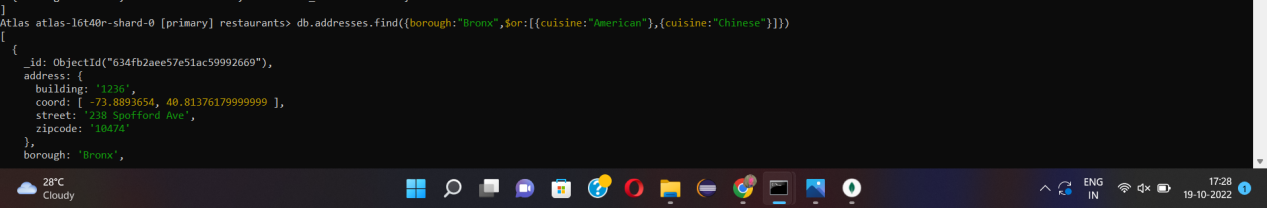 ]
Atlas atlas-l6t40r-shard-0 [primary] restaurants> db.addresses.find({borough:"Bronx",$or:[{cuisine:"American"},{cuisine:"Chinese"}]})
[
{
_id: ObjectId("634fb2aee57e51ac59992669"),
address: {
building: '1236',
coord: [ -73.8893654, 40.81376179999999 ],
street: '238 Spofford Ave',
zipcode: '10474'
},
borough: 'Bronx',
28°C
Cloudy
ENG
IN
17:28
19-10-2022
1